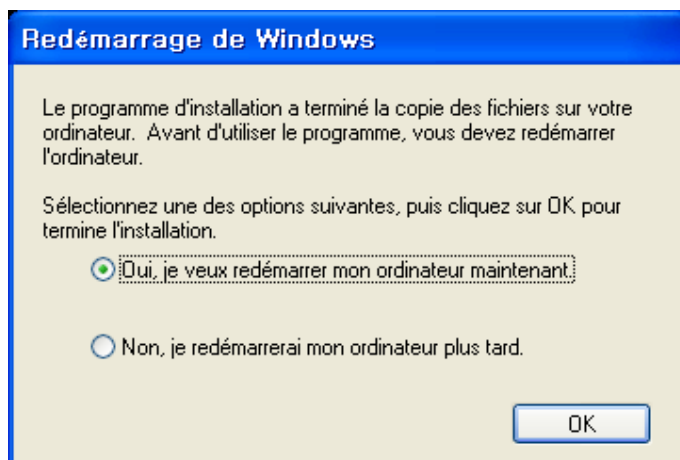 Redémarrage de Windows
Le programme d'installation a terminé la copie des fichiers sur votre
ordinateur. Avant d'utiliser le programme, vous devez redémarrer
l'ordinateur.
Sélectionnez une des options suivantes, puis cliquez sur OK pour
termine l'installation.
Oui, je veux redémarrer mon ordinateur maintenant.
Non, je redémarrerai mon ordinateur plus tard.
OK